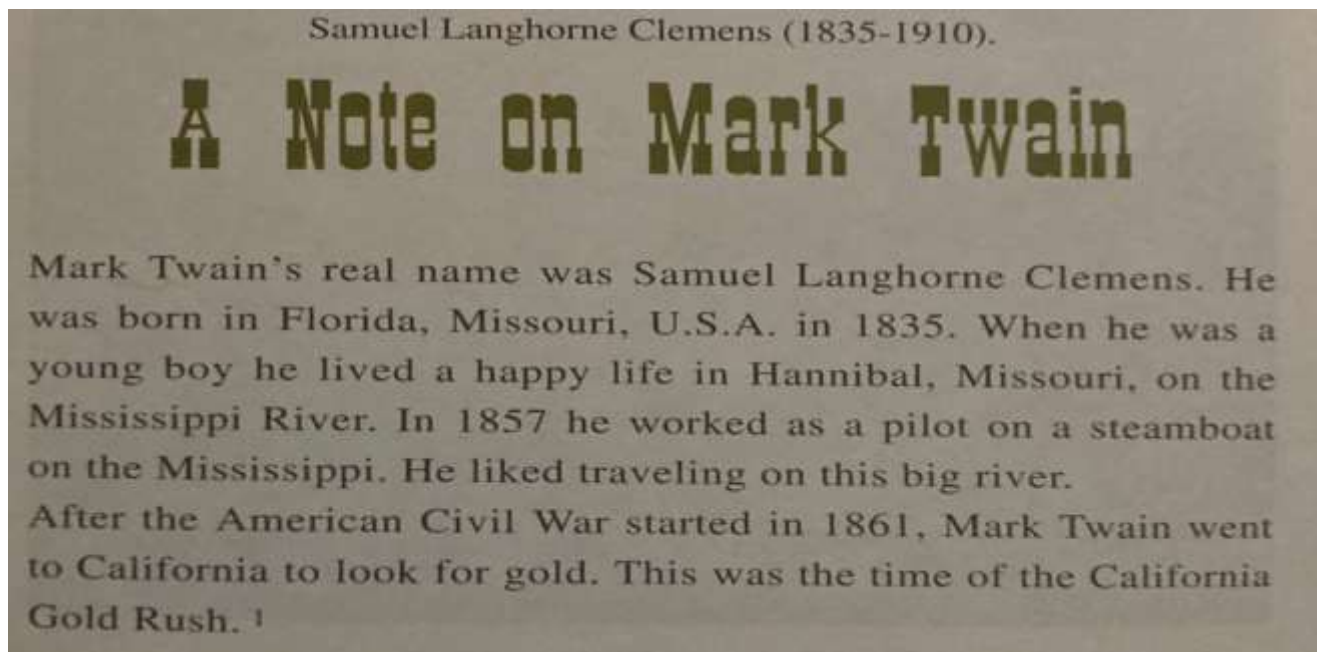 Samuel Langhorne Clemens (1835-1910).
A Note on Mark Twain
Mark Twain's real name was Samuel Langhorne Clemens. He
was born in Florida, Missouri, U.S.A. in 1835. When he was a
young boy he lived a happy life in Hannibal, Missouri, on the
Mississippi River. In 1857 he worked as a pilot on a steamboat
on the Mississippi. He liked traveling on this big river.
After the American Civil War started in 1861, Mark Twain went
to California to look for gold. This was the time of the California
Gold Rush. 1